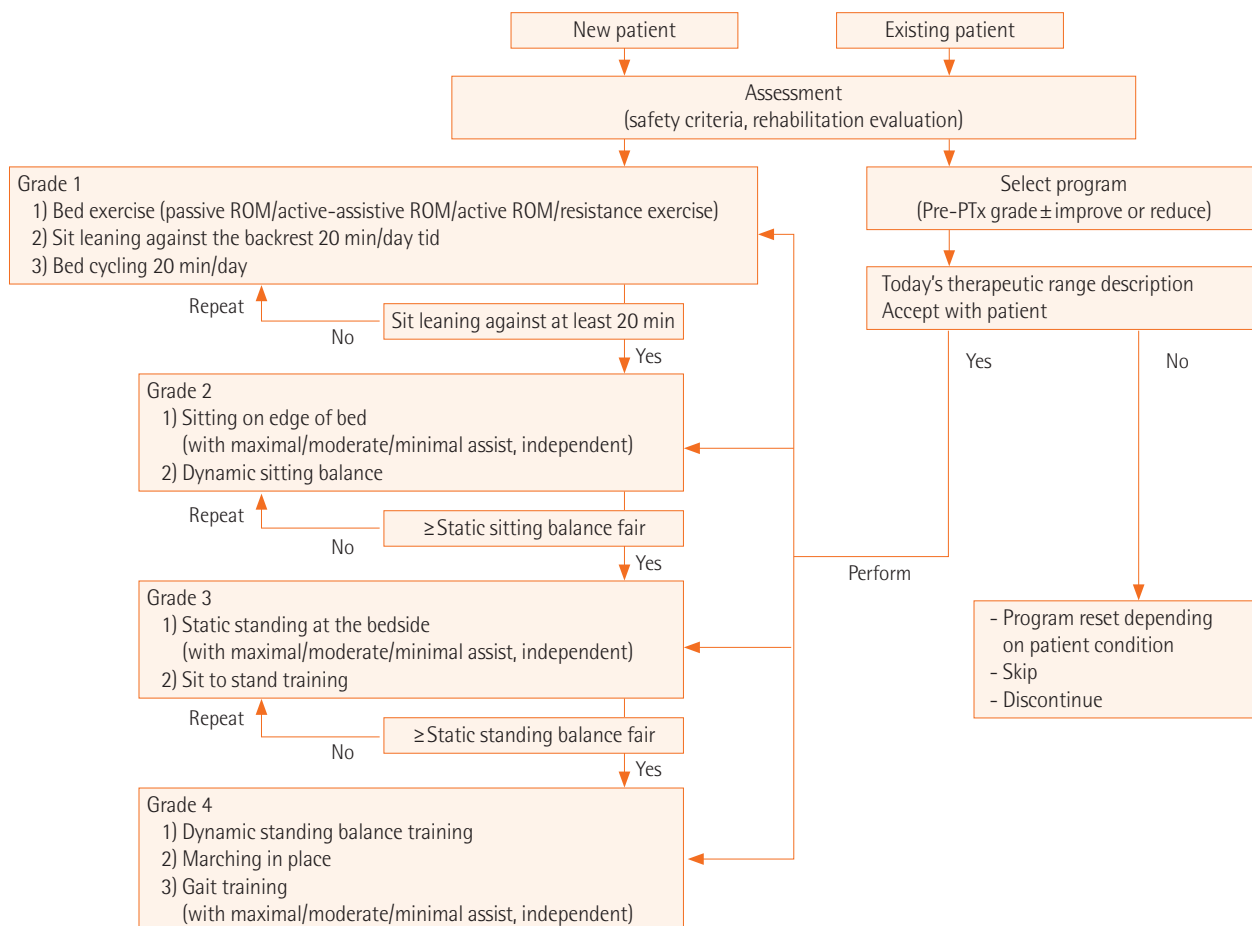 New patient
Existing patient
Assessment
(safety criteria, rehabilitation evaluation)
Grade 1
1) Bed exercise (passive ROM/active-assistive ROM/active ROM/resistance exercise)
2) Sit leaning against the backrest 20 min/day tid
3) Bed cycling 20 min/day
Select program
(Pre-PTx grade ± improve or reduce)
Repeat
No
Sit leaning against at least 20 min
Yes
Today's therapeutic range description
Accept with patient
Yes
No
Grade 2
1) Sitting on edge of bed
(with maximal/moderate/minimal assist, independent)
2) Dynamic sitting balance
Repeat
No
≥Static sitting balance fair
Yes
Perform
Grade 3
1) Static standing at the bedside
(with maximal/moderate/minimal assist, independent)
2) Sit to stand training
- Program reset depending
on patient condition
- Skip
- Discontinue
Repeat
No
≥Static standing balance fair
Yes
Grade 4
1) Dynamic standing balance training
2) Marching in place
3) Gait training
(with maximal/moderate/minimal assist, independent)